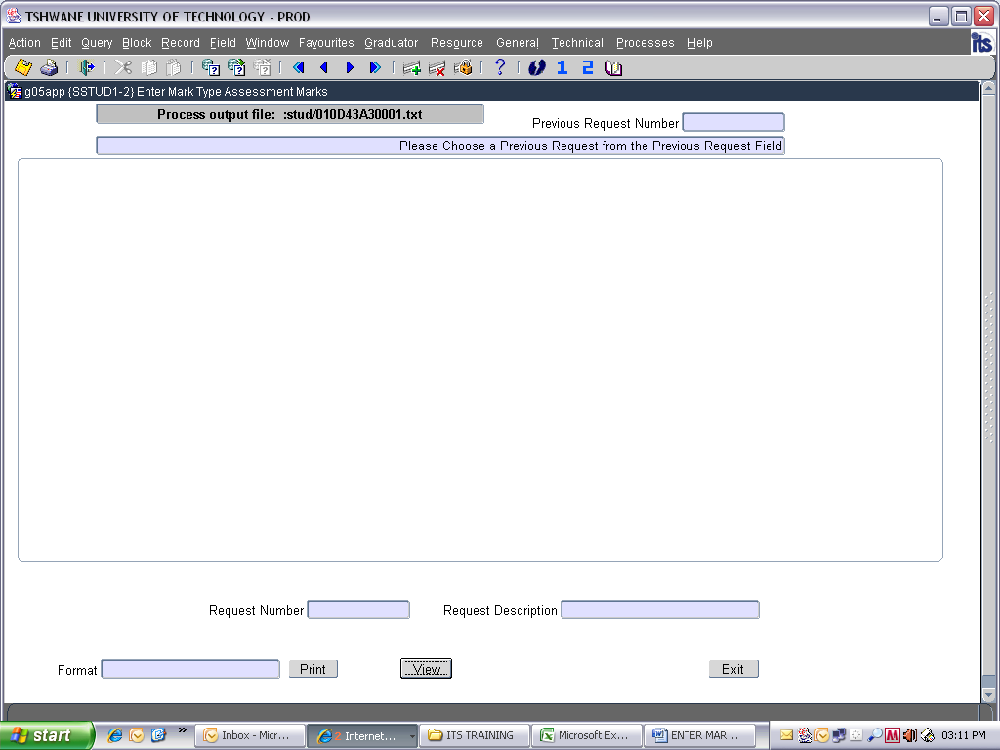 TSHWANE UNIVERSITY OF TECHNOLOGY - PROD
Action Edit Query Block Record Field Window Favourites Graduator Resource General Technical Processes Help
its
? 1 2
g05app {SSTUD1-2} Enter Mark Type Assessment Marks
Process output file: :stud/010D43A30001.txt
Previous Request Number
Please Choose a Previous Request from the Previous Request Field
Request Number Request Description
Format Print View Exit
start » Inbox - Micr... Internet... ITS TRAINING Microsoft Ex... ENTER MAR... M 03:11 PM